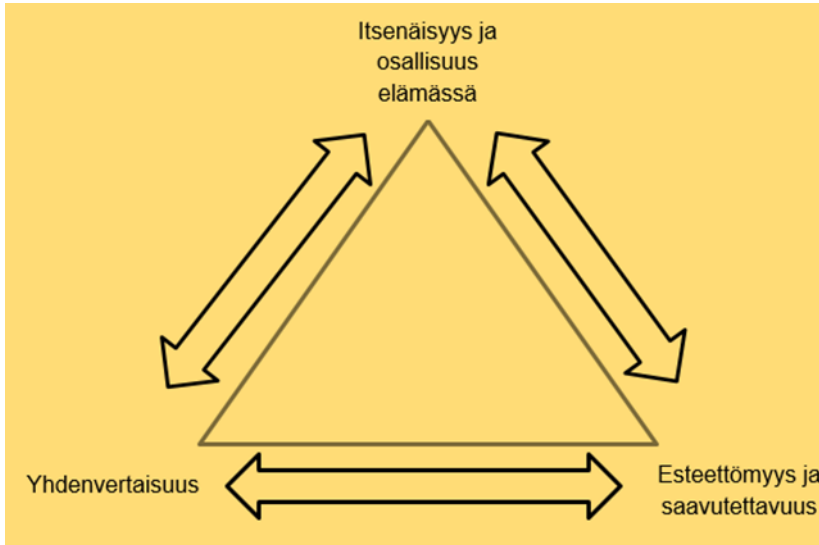 Itsenäisyys ja
osallisuus
elämässä
Yhdenvertaisuus
Esteettömyys ja
saavutettavuus